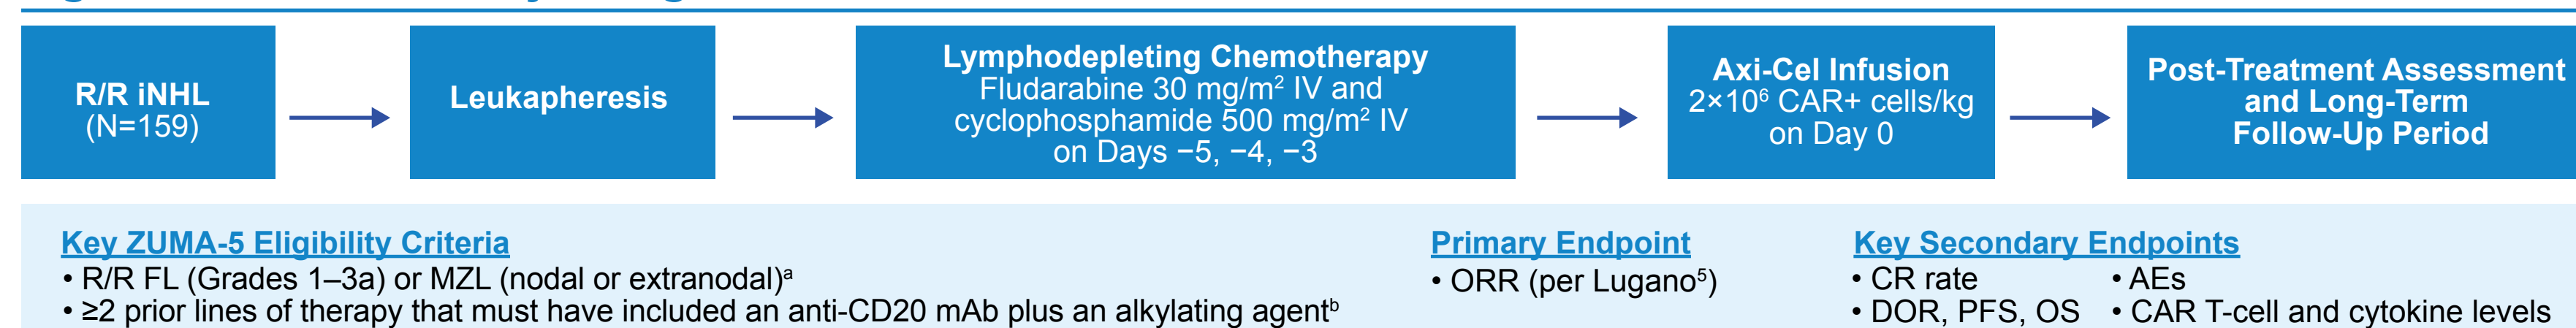 R/R iNHL
(N=159)
Leukapheresis
Lymphodepleting Chemotherapy
Fludarabine 30 mg/m² IV and
cyclophosphamide 500 mg/m² IV
on Days −5, −4, −3
Axi-Cel Infusion
2×10⁶ CAR+ cells/kg
on Day 0
Post-Treatment Assessment
and Long-Term
Follow-Up Period
Key ZUMA-5 Eligibility Criteria
• R/R FL (Grades 1–3a) or MZL (nodal or extranodal)ᵃ
• ≥2 prior lines of therapy that must have included an anti-CD20 mAb plus an alkylating agentᵇ
Primary Endpoint
• ORR (per Lugano⁵)
Key Secondary Endpoints
• CR rate
• DOR, PFS, OS
• AEs
• CAR T-cell and cytokine levels